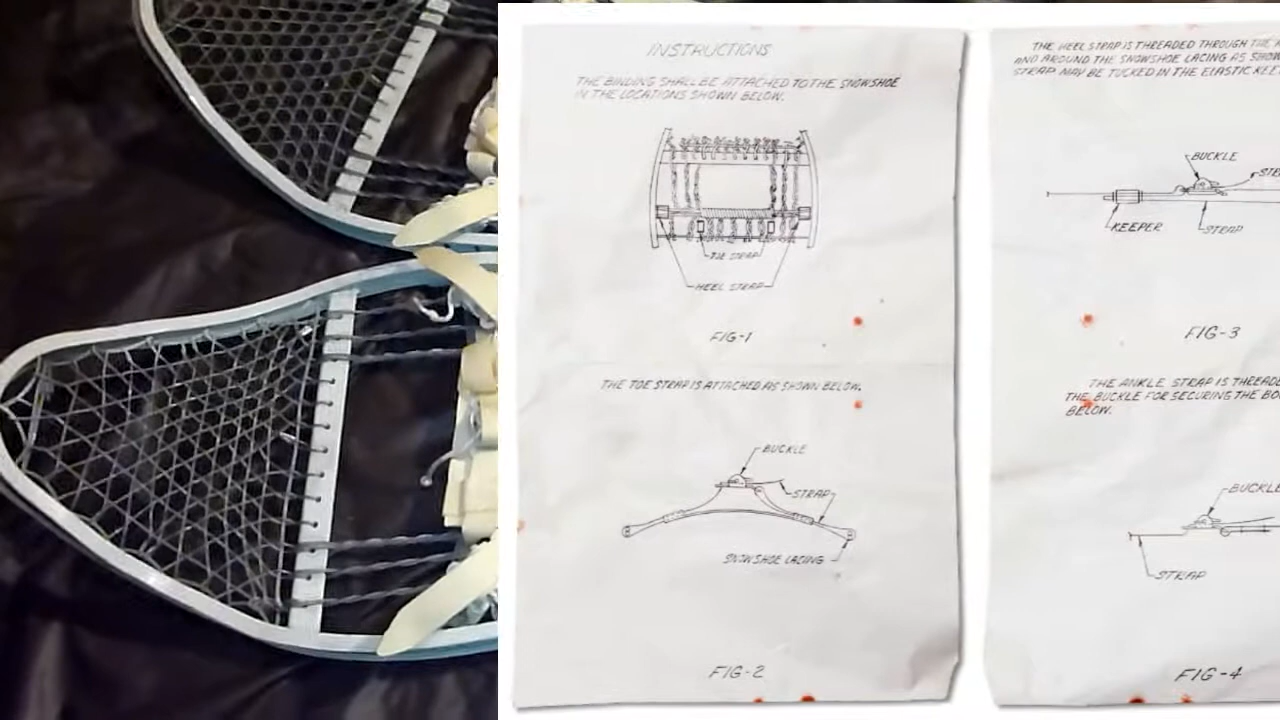 INSTRUCTIONS
THE BINDING SHALL BE ATTACHED TO THE SNOWSHOE
IN THE LOCATIONS SHOWN BELOW.
TOE STRAP
HEEL STRAP
FIG-1
THE TOE STRAP IS ATTACHED AS SHOWN BELOW.
BUCKLE
STRAP
SNOWSHOE LACING
FIG-2
THE HEEL STRAP IS THREADED THROUGH THE
AND AROUND THE SNOWSHOE LACING AS
STRAP MAY BE TUCKED IN THE ELASTIC
BUCKLE
KEEPER
STRAP
FIG-3
THE ANKLE STRAP IS
THE BUCKLE FOR SECURING THE
BELOW.
BUCKLE
STRAP
FIG-4